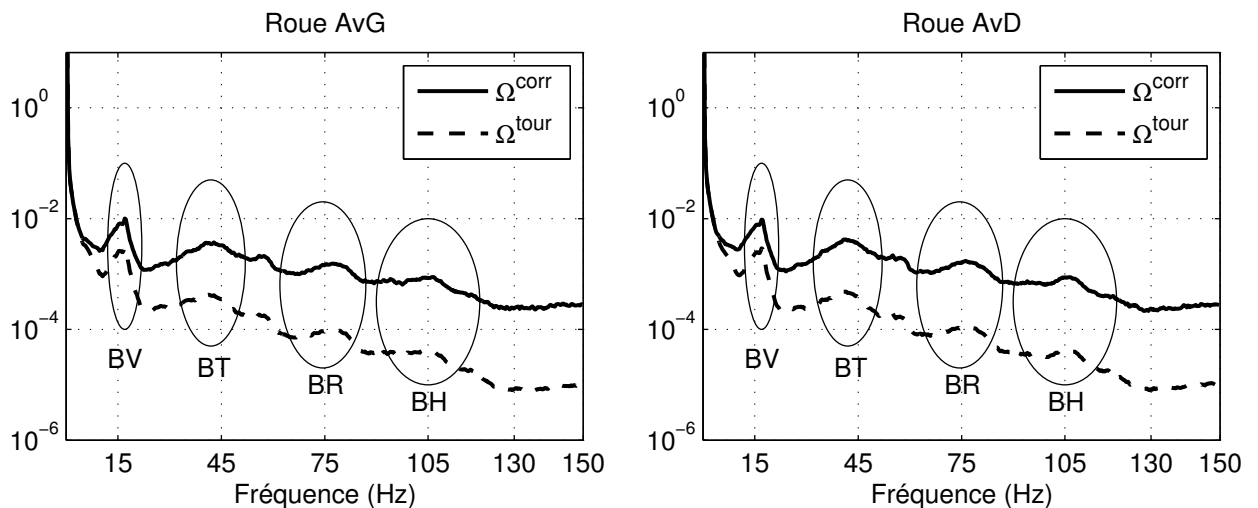 Roue AvG
Ω^corr
Ω^tour
10^0
10^-2
10^-4
10^-6
BV
BT
BR
BH
15 45 75 105 130 150
Fréquence (Hz)
Roue AvD
Ω^corr
Ω^tour
10^0
10^-2
10^-4
10^-6
BV
BT
BR
BH
15 45 75 105 130 150
Fréquence (Hz)